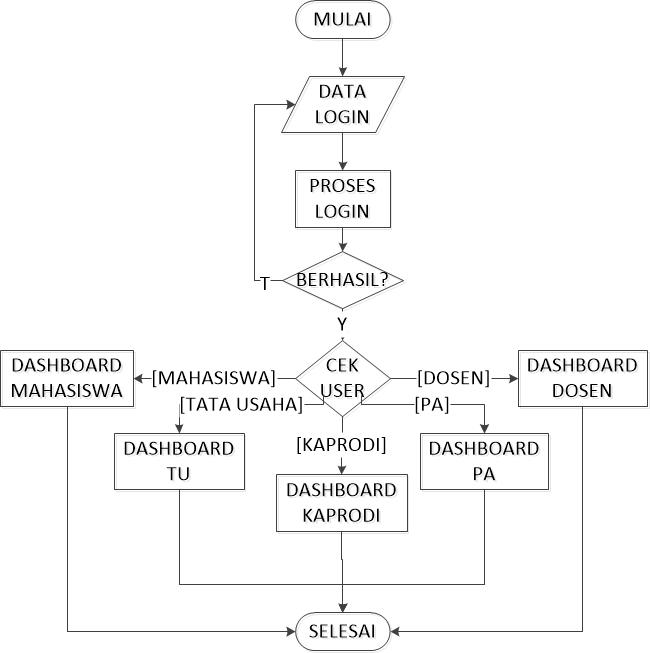 MULAI
DATA
LOGIN
PROSES
LOGIN
BERHASIL?
T
Y
CEK
USER
[MAHASISWA]
[DOSEN]
DASHBOARD
MAHASISWA
DASHBOARD
DOSEN
[TATA USAHA]
[PA]
[KAPRODI]
DASHBOARD
TU
DASHBOARD
PA
DASHBOARD
KAPRODI
SELESAI